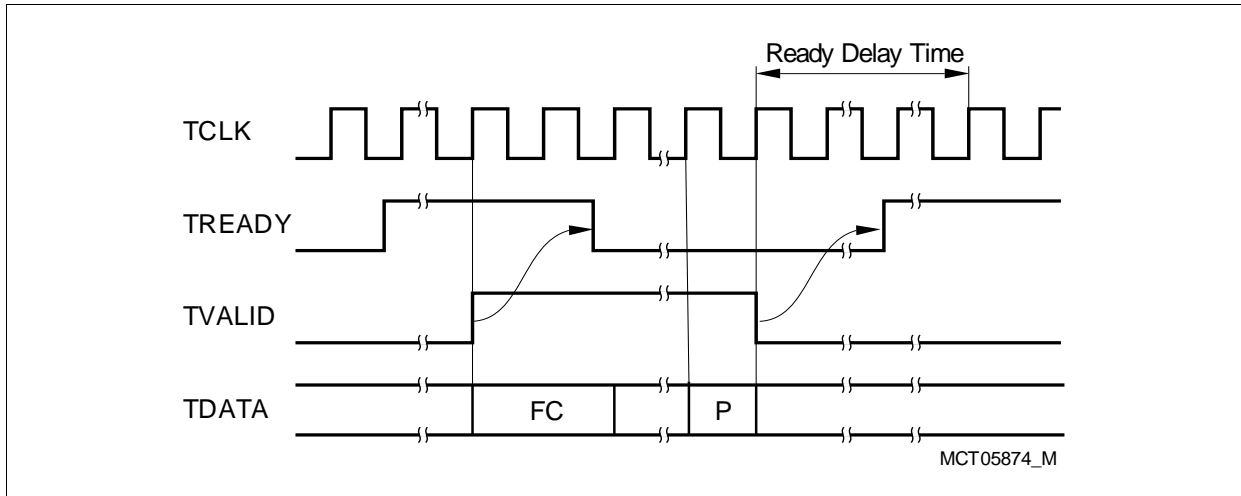 Ready Delay Time
TCLK
TREADY
TVALID
TDATA
FC
P
MCT05874_M